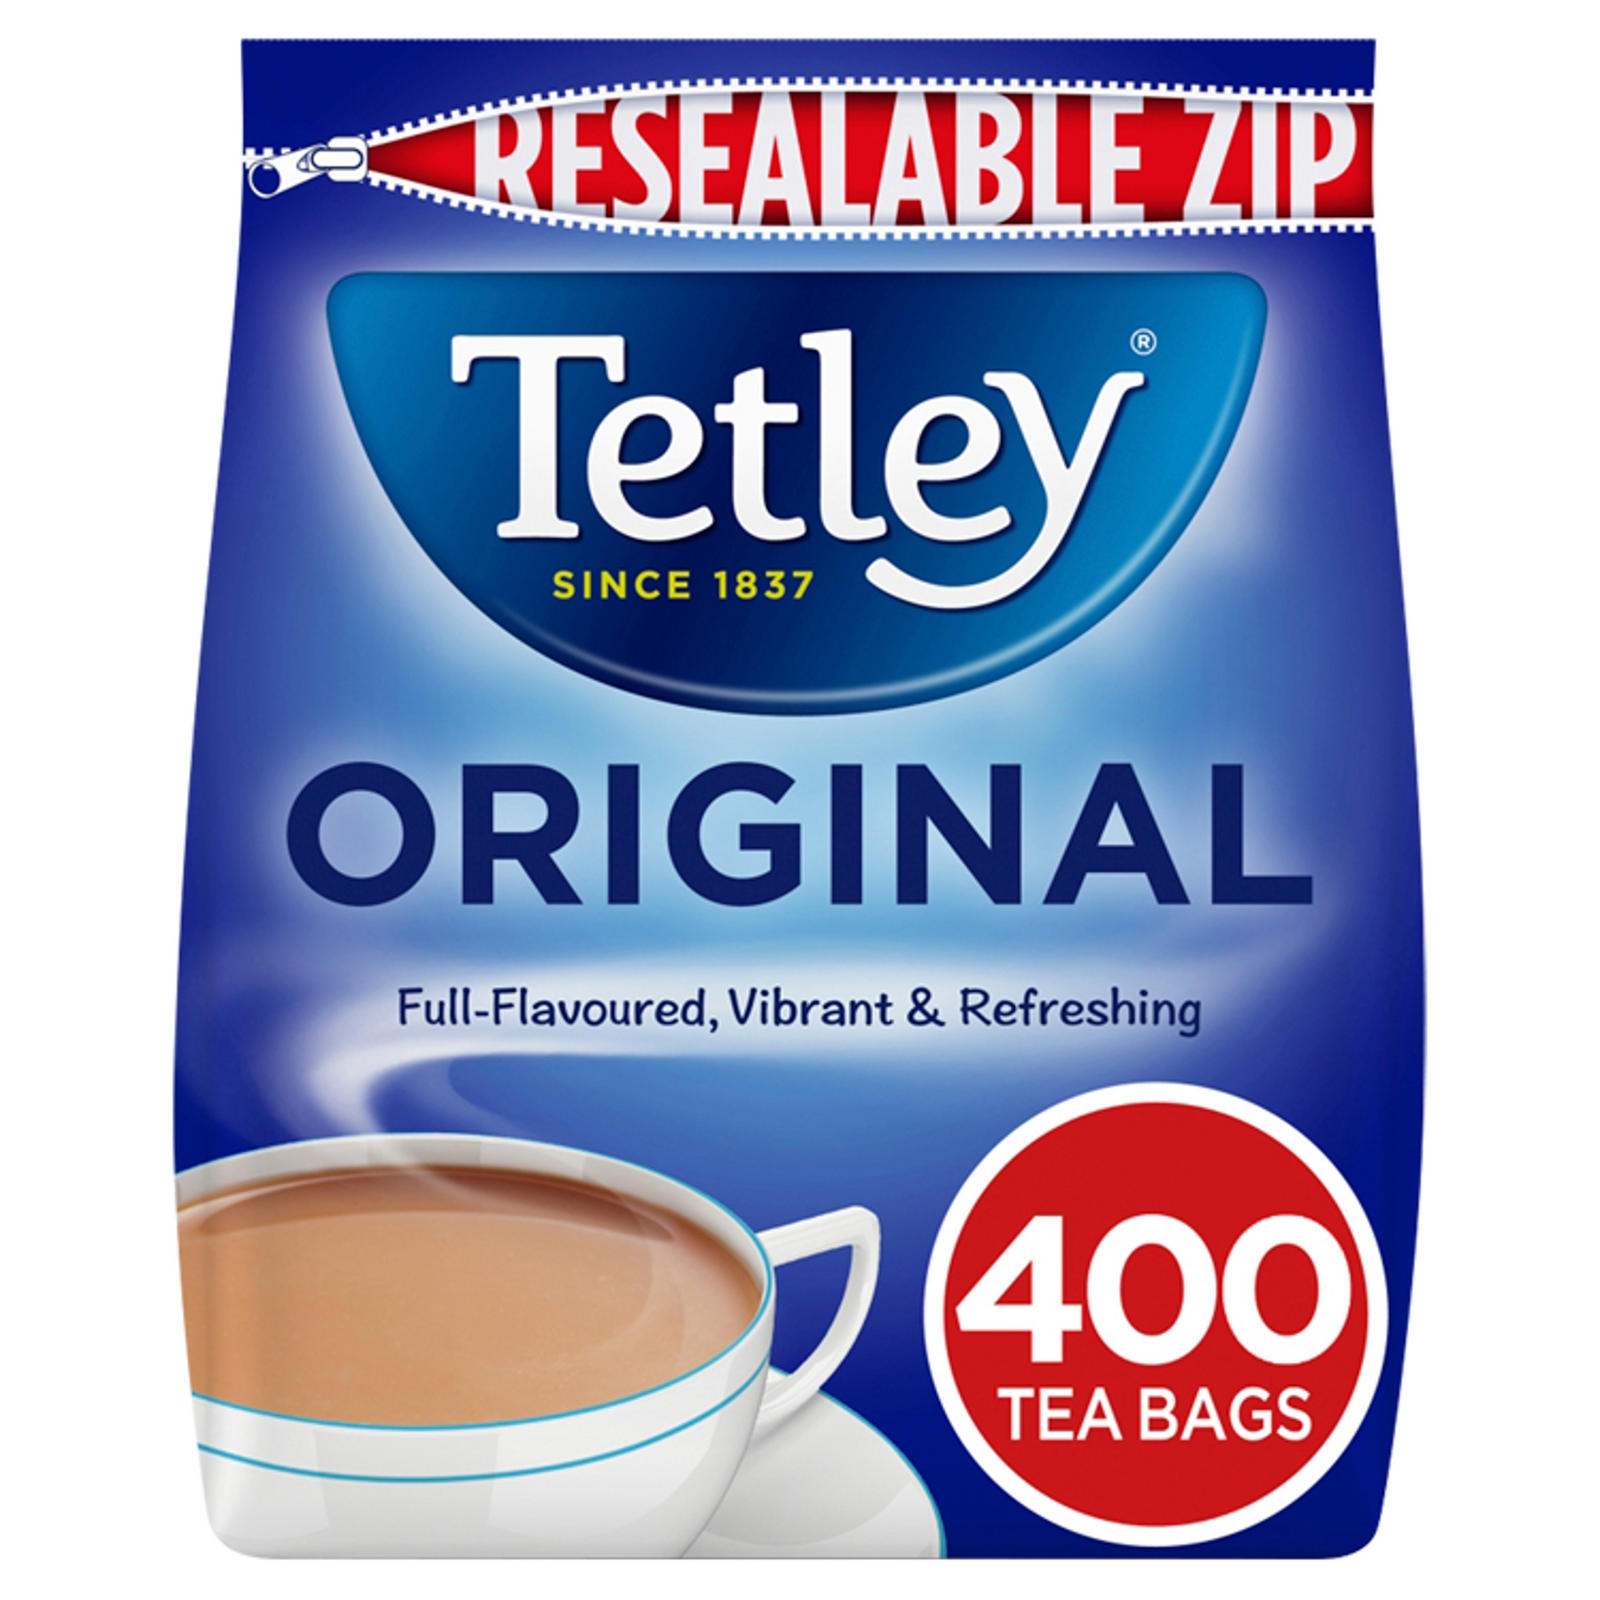 RESEALABLE ZIP
Tetley®
SINCE 1837
ORIGINAL
Full-Flavoured, Vibrant & Refreshing
400
TEA BAGS